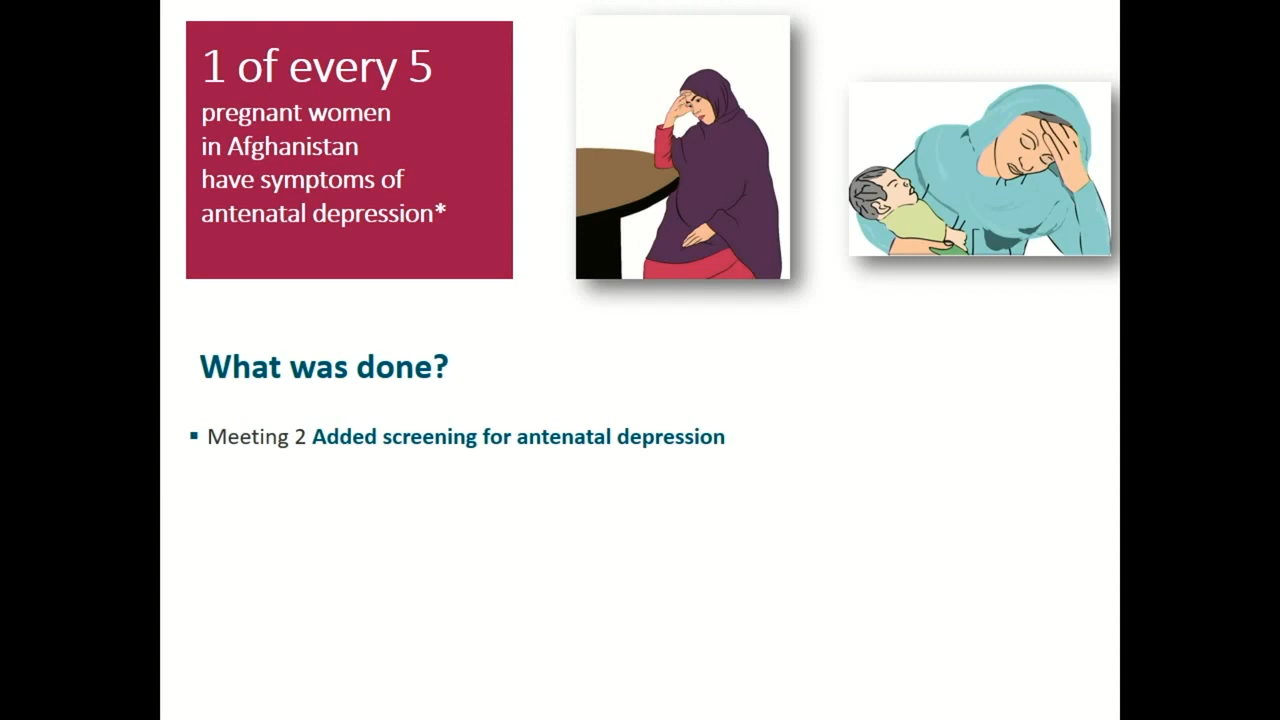 1 of every 5
pregnant women
in Afghanistan
have symptoms of
antenatal depression*
What was done?
▪ Meeting 2 Added screening for antenatal depression